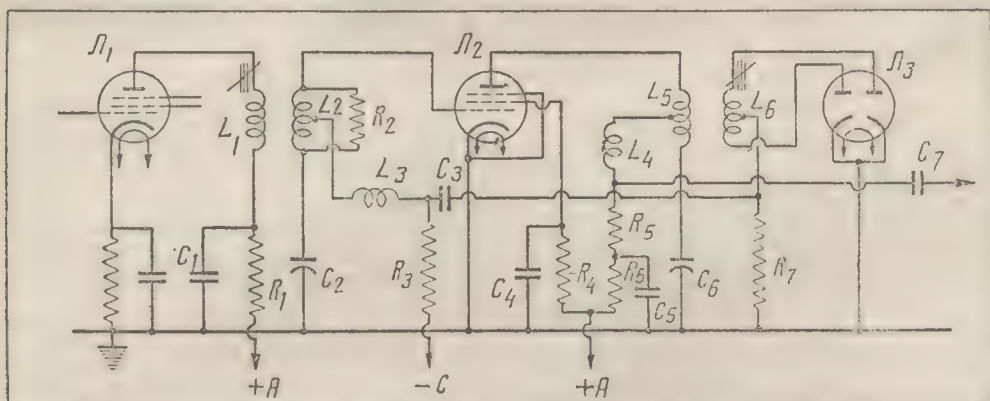 Л₁
L₁
C₁
R₁
+A
L₂
R₂
C₂
L₃
C₃
R₃
-C
Л₂
C₄
R₄
L₄
L₅
R₅
R₆
C₅
C₆
+A
L₆
Л₃
R₇
C₇